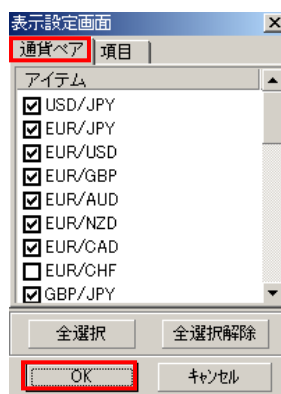 表示設定画面
通貨ペア 項目
アイテム
USD/JPY
EUR/JPY
EUR/USD
EUR/GBP
EUR/AUD
EUR/NZD
EUR/CAD
EUR/CHF
GBP/JPY
全選択 全選択解除
OK キャンセル